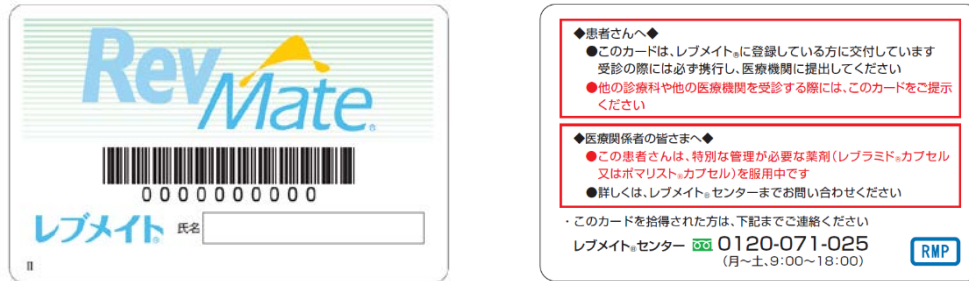 RevMate®
0000000000
レブメイト®
氏名
II
◆患者さんへ◆
●このカードは、レブメイト®に登録している方に交付しています
受診の際には必ず携行し、医療機関に提出してください
●他の診療科や他の医療機関を受診する際には、このカードをご提示
ください
◆医療関係者の皆さまへ◆
●この患者さんは、特別な管理が必要な薬剤(レブラミド®カプセル
又はポマリスト®カプセル)を服用中です
●詳しくは、レブメイト®センターまでお問い合わせください
・このカードを拾得された方は、下記までご連絡ください
レブメイト®センター 0120-071-025
(月~土、9:00~18:00)
RMP